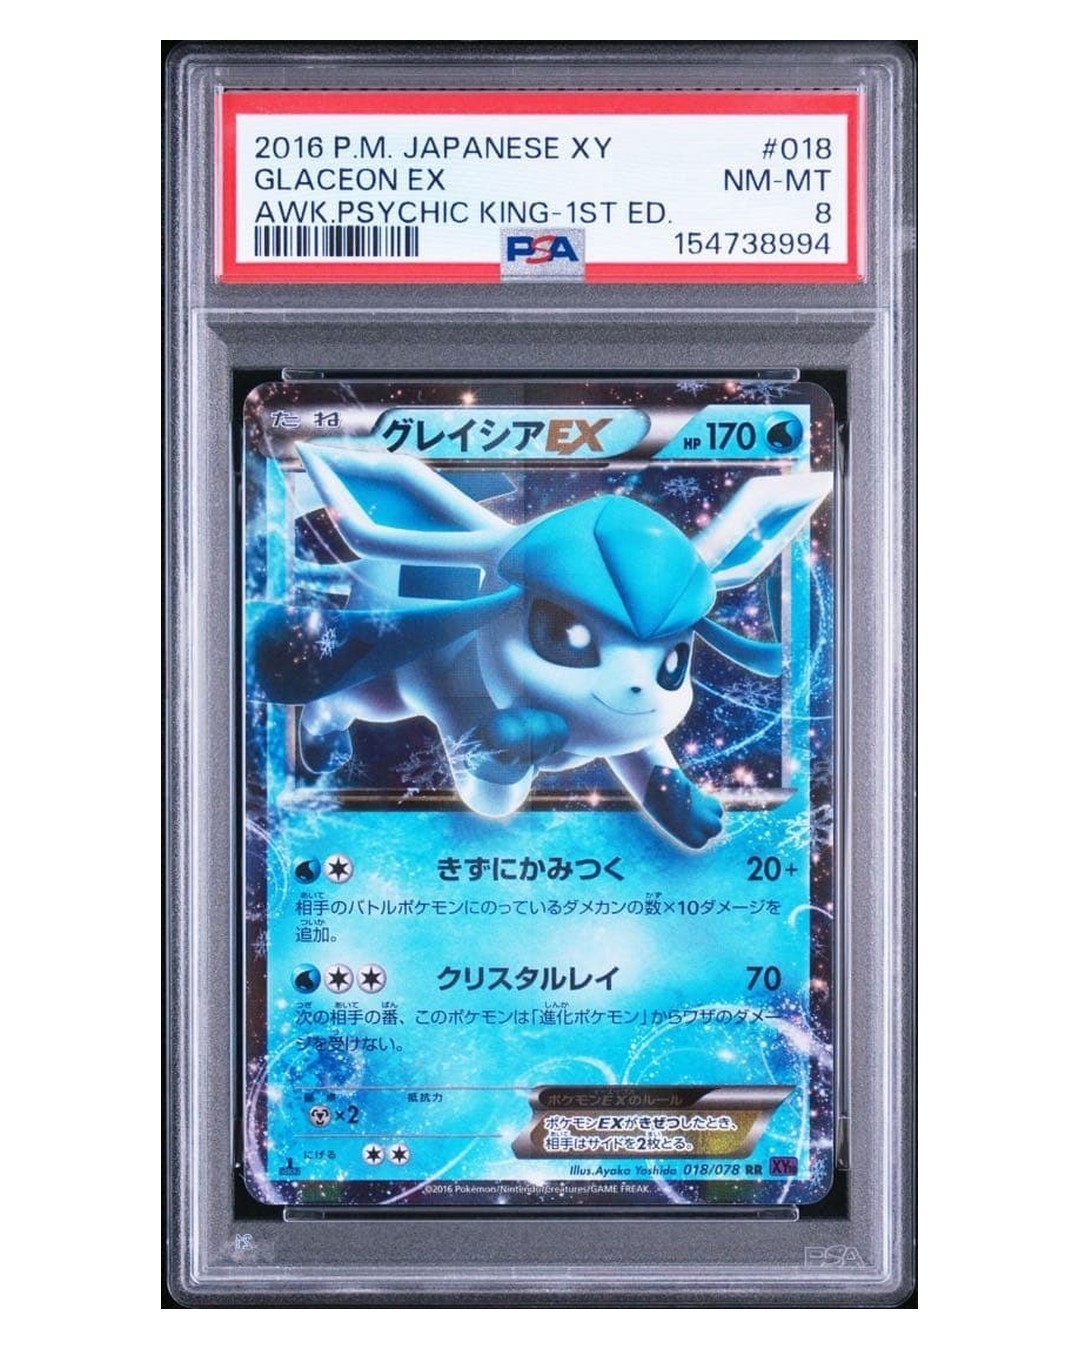 2016 P.M. JAPANESE XY #018
GLACEON EX NM-MT
AWK.PSYCHIC KING-1ST ED. 8
PSA 154738994
たね グレイシアEX HP170
きずにかみつく 20+
相手のバトルポケモンにのっているダメカンの数×10ダメージを
追加。
クリスタルレイ 70
次の相手の番、このポケモンは「進化ポケモン」からワザのダメー
ジを受けない。
弱点 ×2 抵抗力
ポケモンEXのルール
ポケモンEXがきぜつしたとき、
相手はサイドを2枚とる。
にげる
Illus.Ayaka Yoshida 018/078 RR XY10
©2016 Pokémon/Nintendo/Creatures/GAME FREAK.
PSA